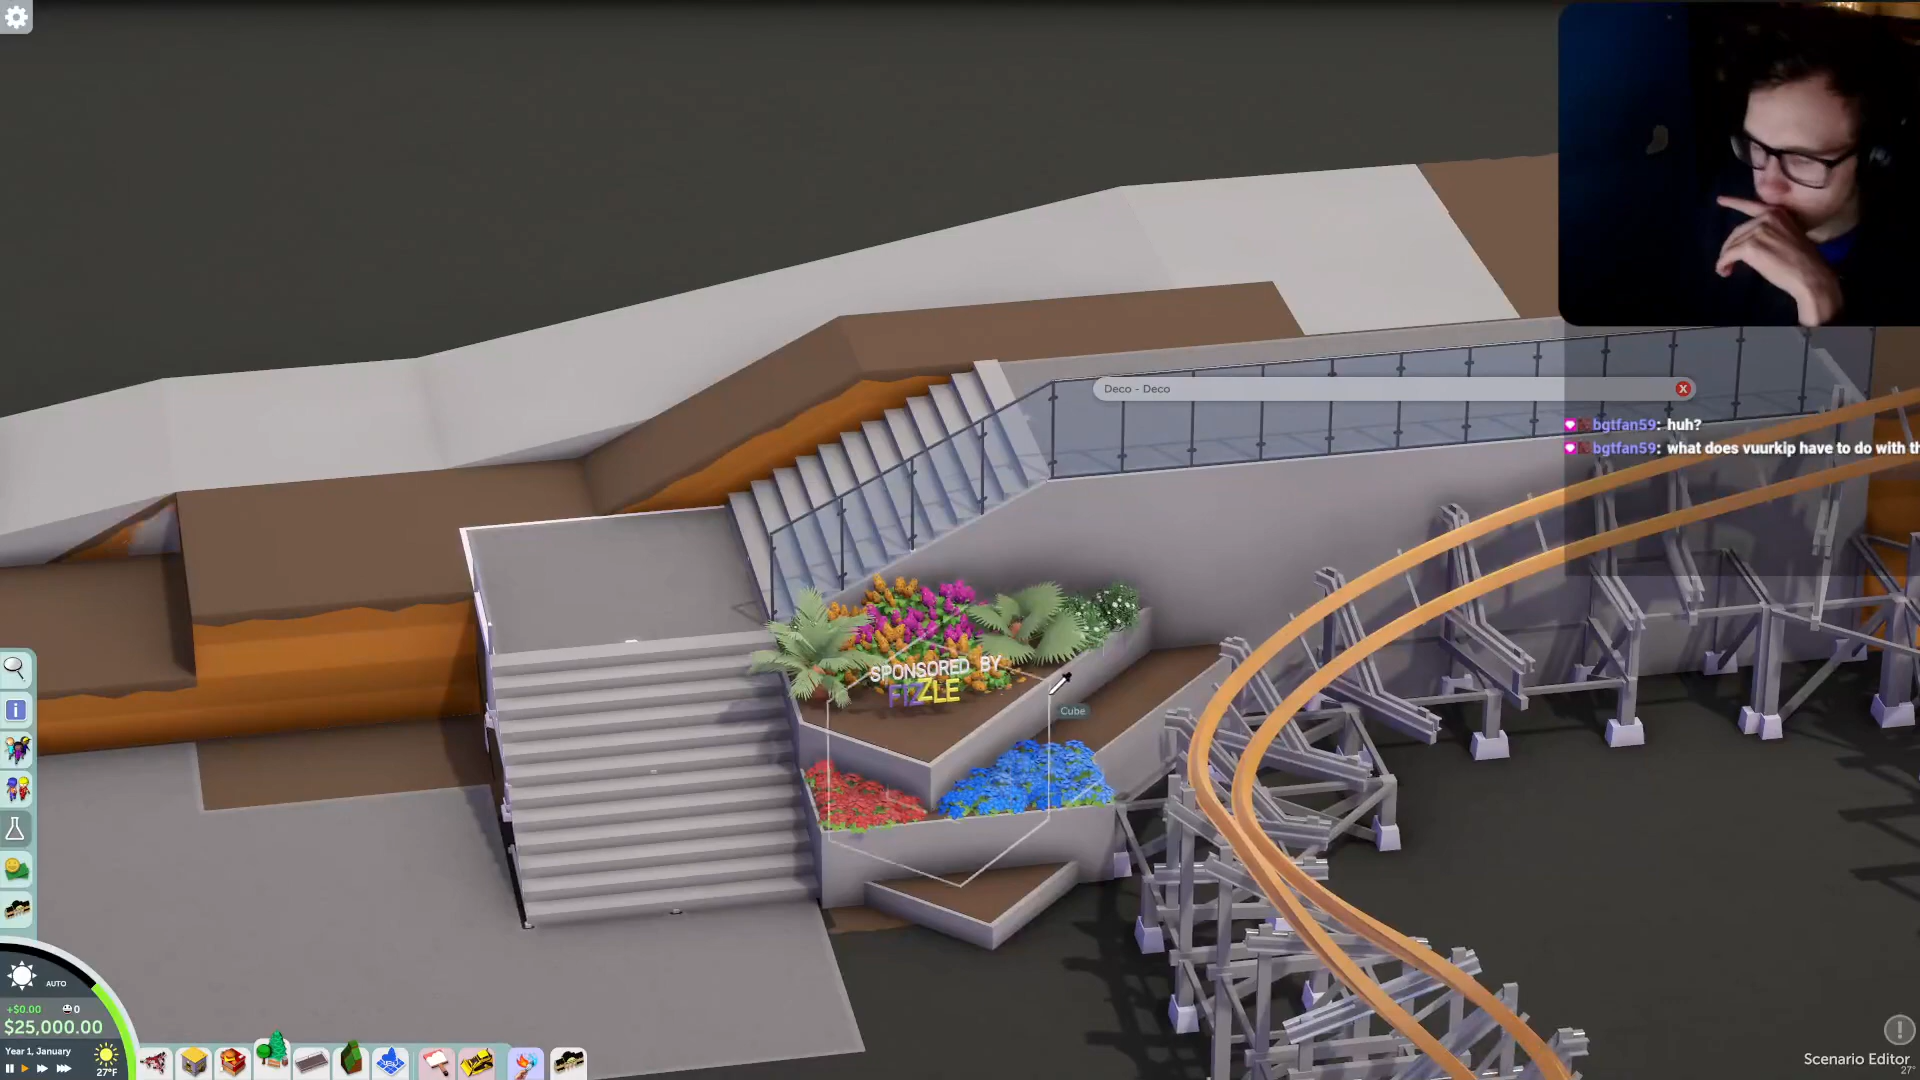 Deco - Deco
bgtfan59: huh?
bgtfan59: what does vuurkip have to do with th
SPONSORED BY
FIZZLE
Cube
AUTO
+$0.00 0
$25,000.00
Year 1, January
27°F
Scenario Editor
27°